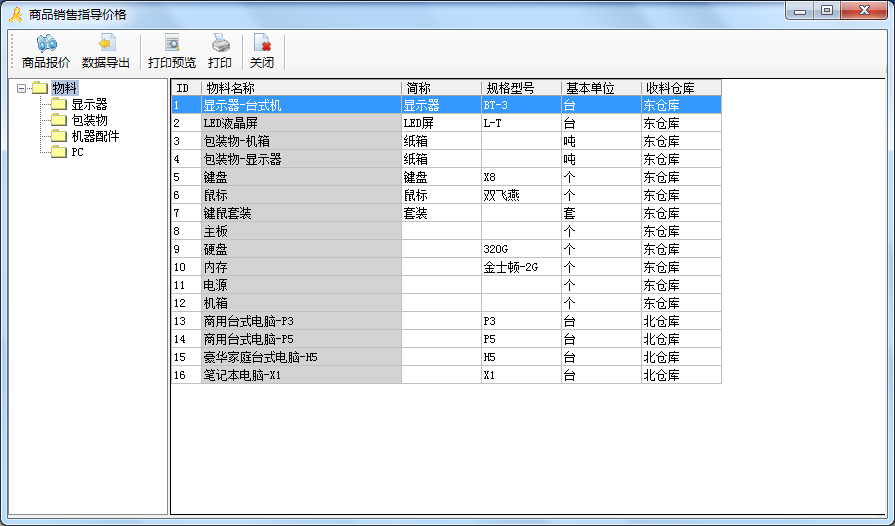 商品销售指导价格
商品报价 数据导出 打印预览 打印 关闭
物料
显示器
包装物
机器配件
PC
ID 物料名称 简称 规格型号 基本单位 收料仓库
1 显示器-台式机 显示器 BT-3 台 东仓库
2 LED液晶屏 LED屏 L-T 台 东仓库
3 包装物-机箱 纸箱 吨 东仓库
4 包装物-显示器 纸箱 吨 东仓库
5 键盘 键盘 X8 个 东仓库
6 鼠标 鼠标 双飞燕 个 东仓库
7 键鼠套装 套装 套 东仓库
8 主板 个 东仓库
9 硬盘 320G 个 东仓库
10 内存 金士顿-2G 个 东仓库
11 电源 个 东仓库
12 机箱 个 东仓库
13 商用台式电脑-P3 P3 台 北仓库
14 商用台式电脑-P5 P5 台 北仓库
15 豪华家庭台式电脑-H5 H5 台 北仓库
16 笔记本电脑-X1 X1 台 北仓库